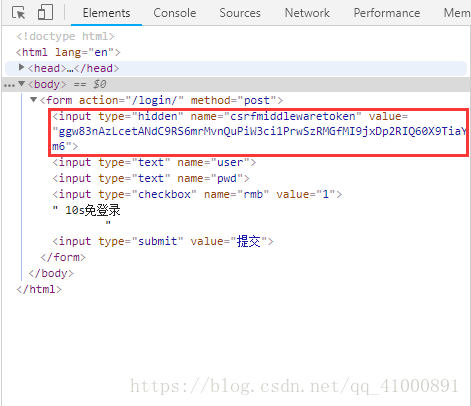 Elements Console Sources Network Performance Mem
<!doctype html>
<html lang="en">
<head>…</head>
…<body> == $0
<form action="/login/" method="post">
<input type="hidden" name="csrfmiddlewaretoken" value=
"ggw83nAzLcetANdC9RS6mrMvnQuPiW3ci1PrwSzRMGfMI9jxDp2RIQ60X9TiaY
m6">
<input type="text" name="user">
<input type="text" name="pwd">
<input type="checkbox" name="rmb" value="1">
" 10s免登录
"
<input type="submit" value="提交">
</form>
</body>
</html>
https://blog.csdn.net/qq_41000891